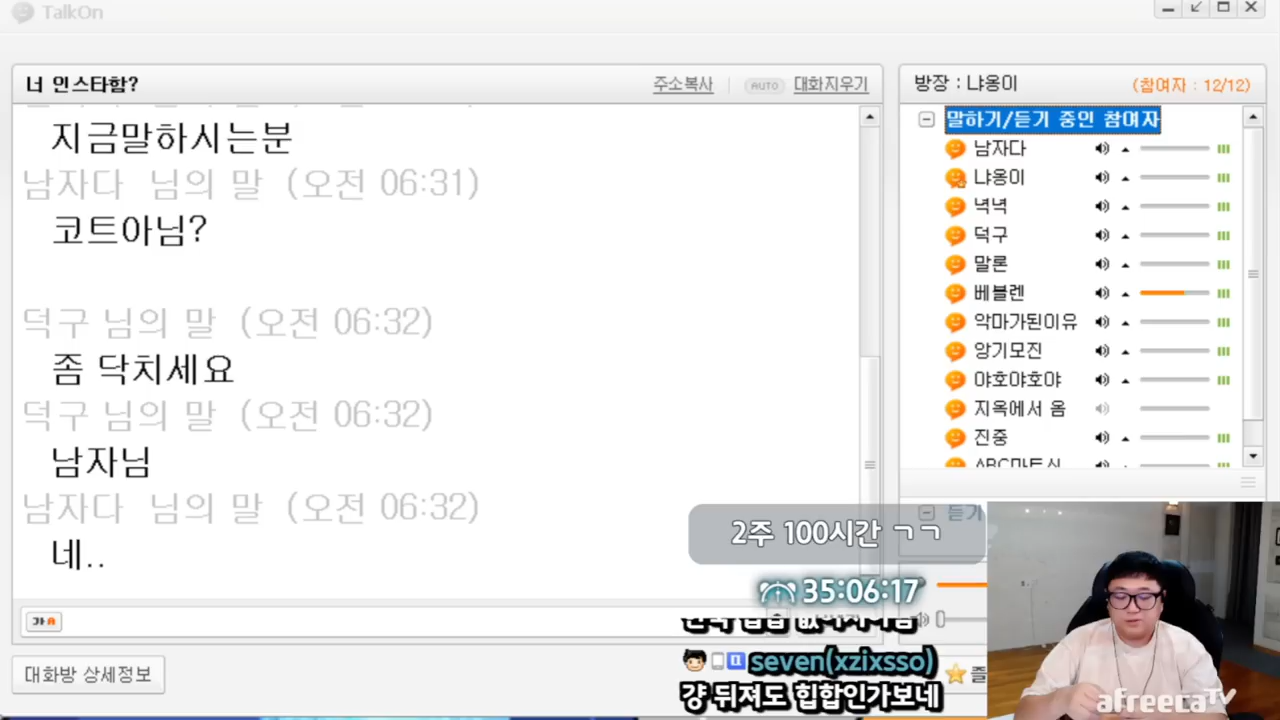 TalkOn
너 인스타함?
주소복사
AUTO
대화지우기
지금말하시는분
남자다 님의 말 (오전 06:31)
코트아님?
덕구 님의 말 (오전 06:32)
좀 닥치세요
덕구 님의 말 (오전 06:32)
남자님
남자다 님의 말 (오전 06:32)
네..
가
대화방 상세정보
방장 : 냐옹이
(참여자 : 12/12)
말하기/듣기 중인 참여자
남자다
냐옹이
녁녁
덕구
말론
베블렌
악마가된이유
앙기모진
야호야호야
지옥에서 옴
진중
듣기
2주 100시간 ㄱㄱ
35:06:17
seven(xzixsso)
걍 뒤져도 힙합인가보네
즐
afreecaTV